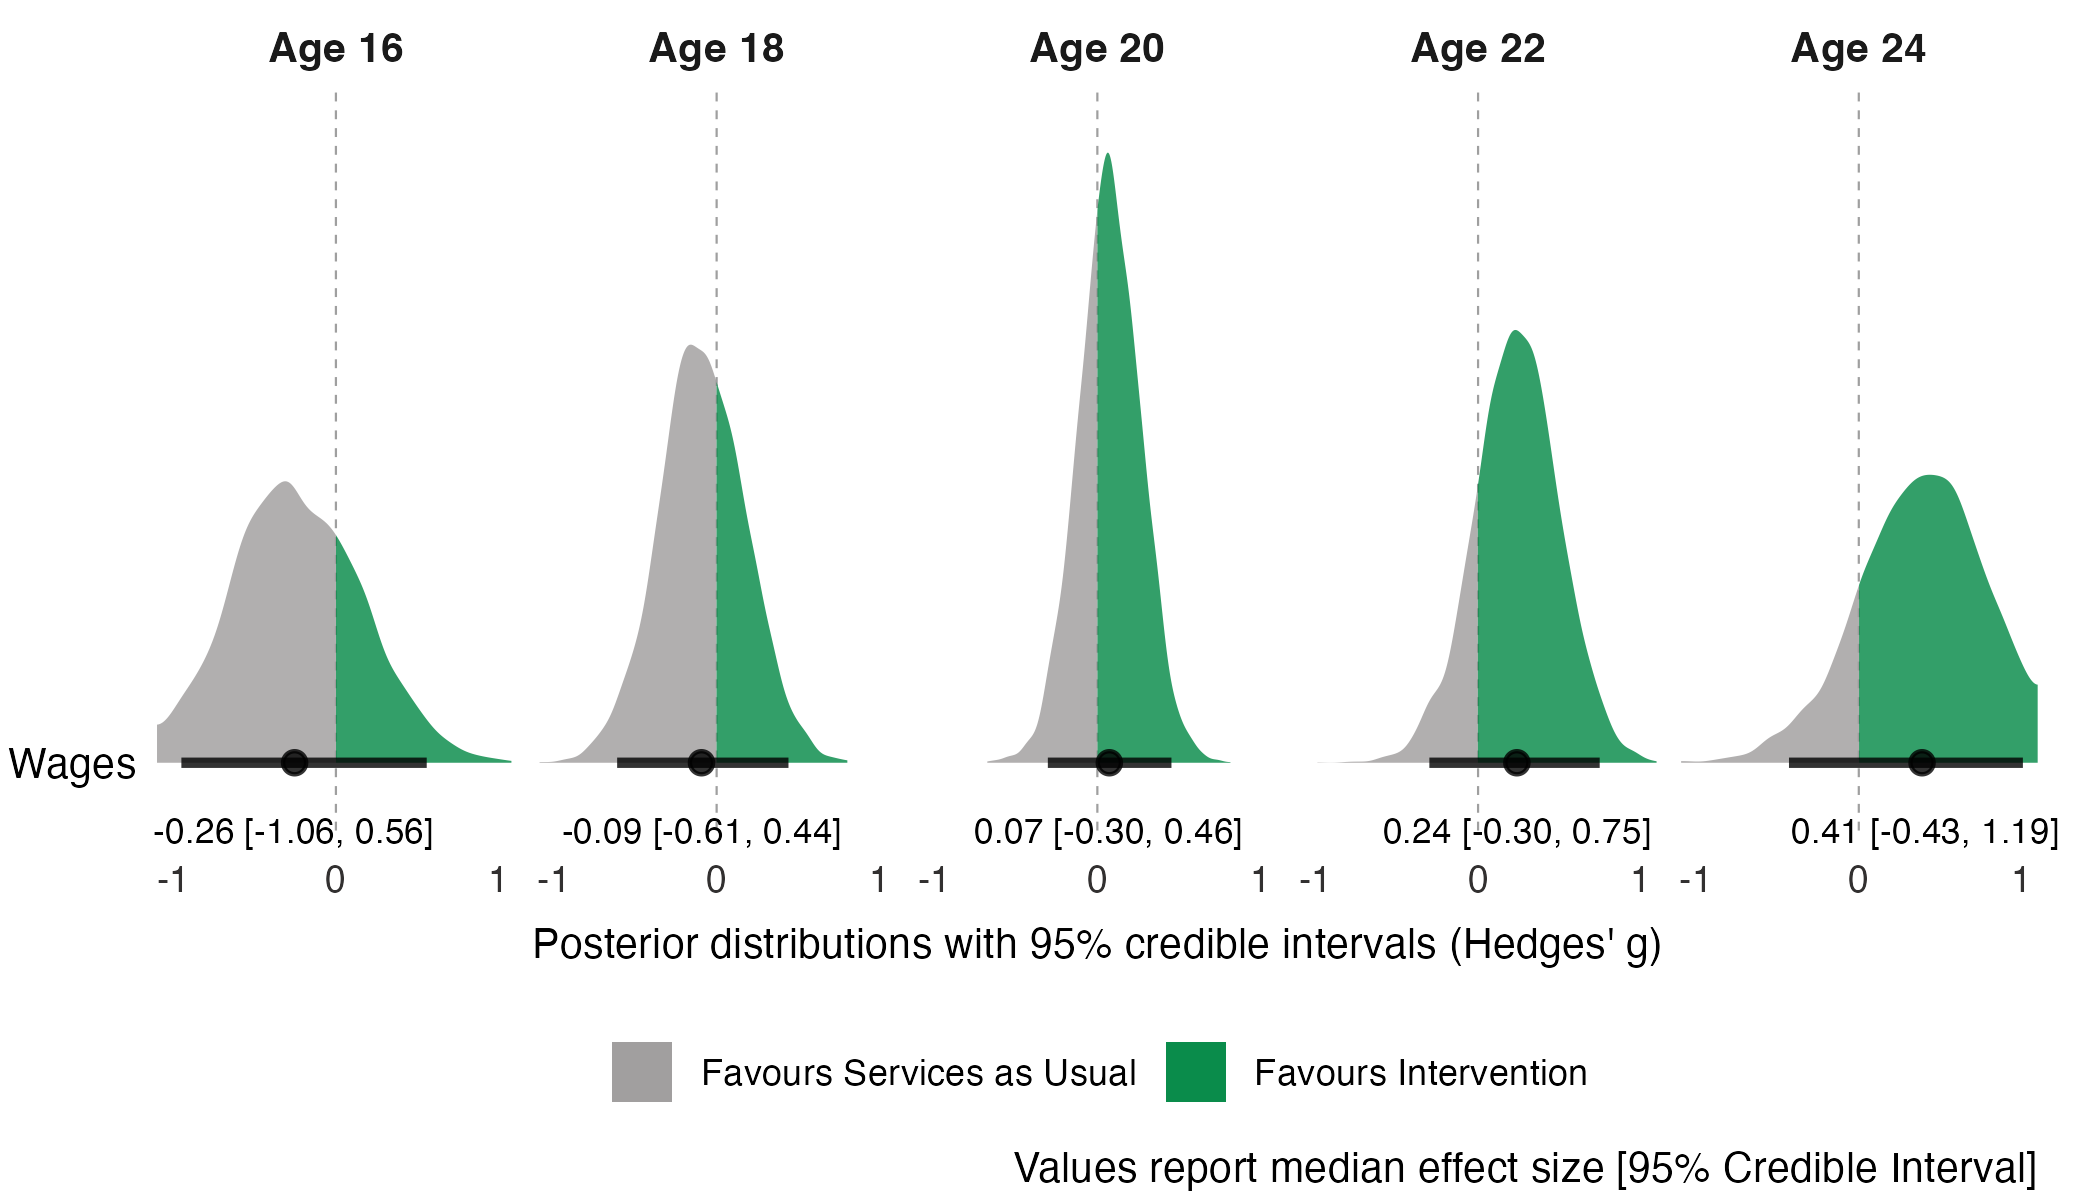 Age 16 Age 18 Age 20 Age 22 Age 24
Wages
-0.26 [-1.06, 0.56] -0.09 [-0.61, 0.44] 0.07 [-0.30, 0.46] 0.24 [-0.30, 0.75] 0.41 [-0.43, 1.19]
-1 0 1 -1 0 1 -1 0 1 -1 0 1 -1 0 1
Posterior distributions with 95% credible intervals (Hedges' g)
Favours Services as Usual Favours Intervention
Values report median effect size [95% Credible Interval]